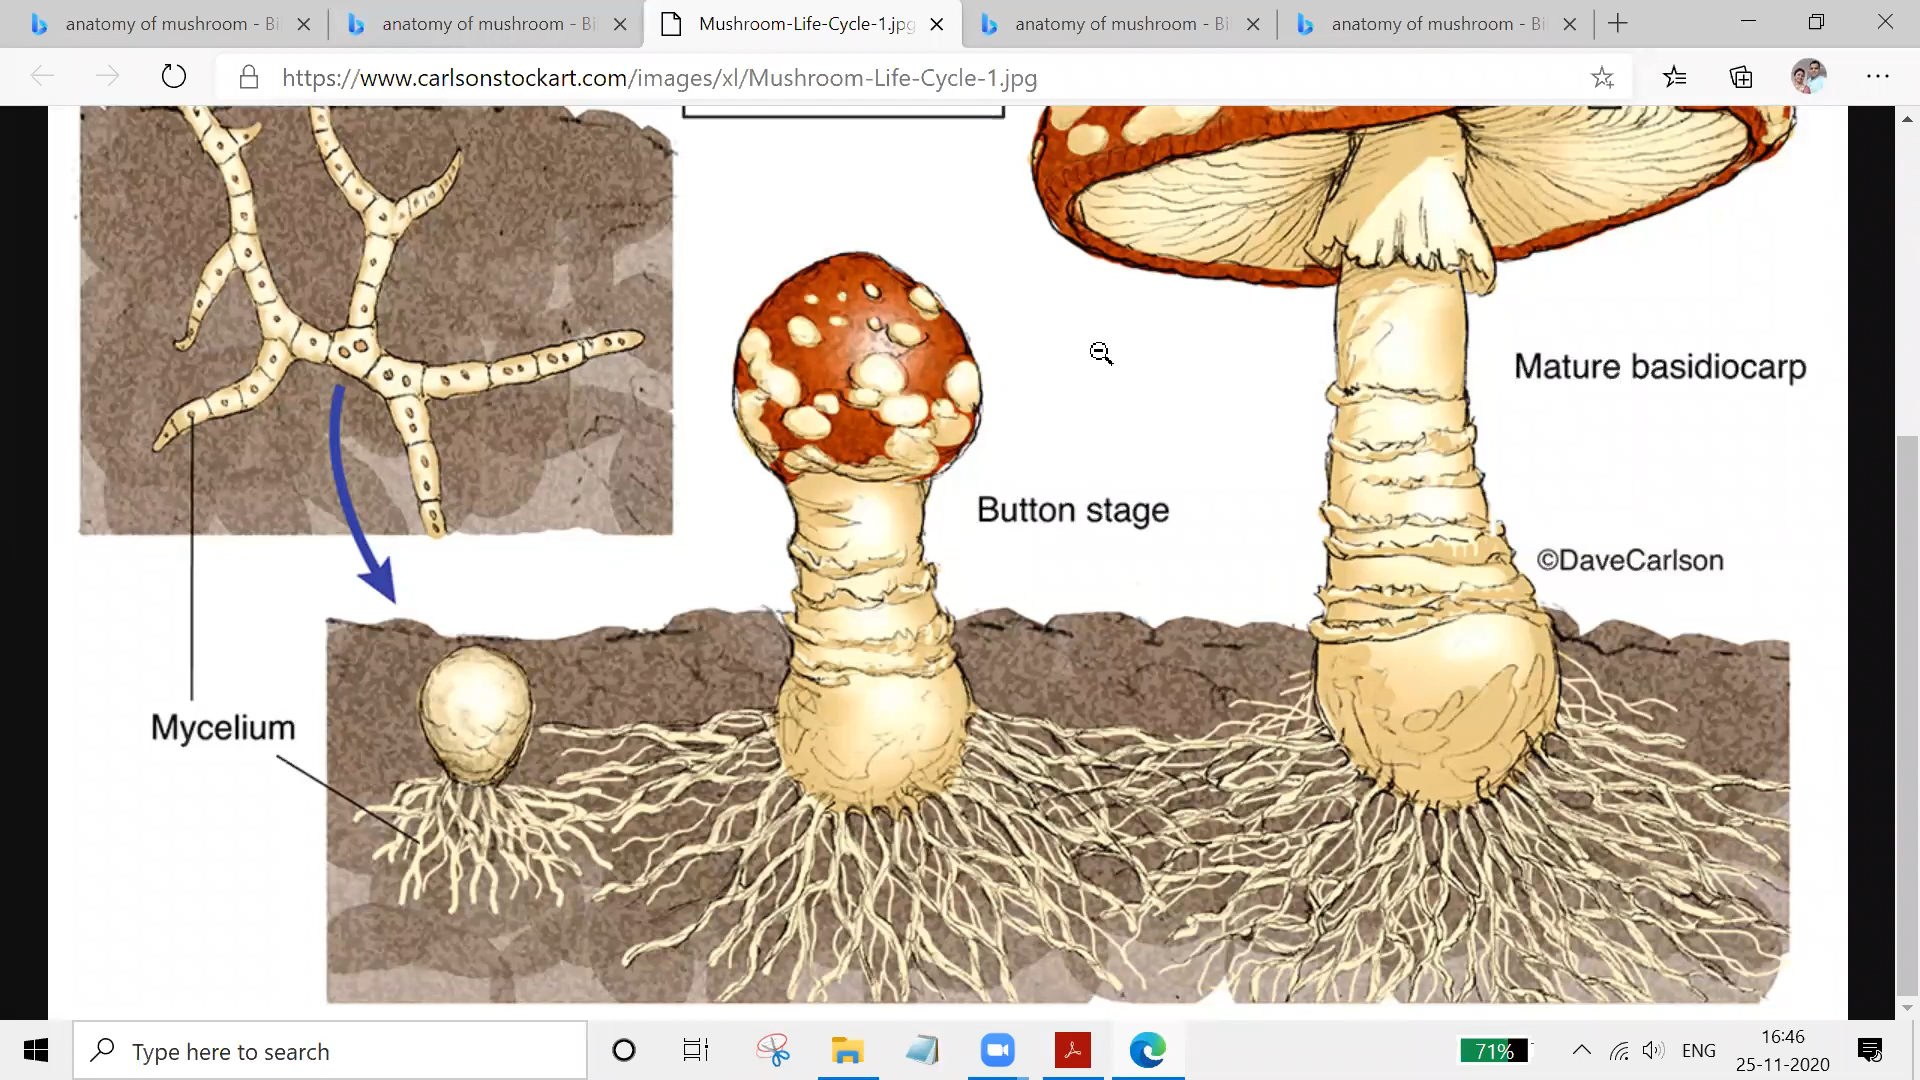 anatomy of mushroom - Bi
anatomy of mushroom - Bi
Mushroom-Life-Cycle-1.jpg
anatomy of mushroom - Bi
anatomy of mushroom - Bi
https://www.carlsonstockart.com/images/xl/Mushroom-Life-Cycle-1.jpg
Mature basidiocarp
Button stage
©DaveCarlson
Mycelium
Type here to search
71%
ENG
16:46
25-11-2020